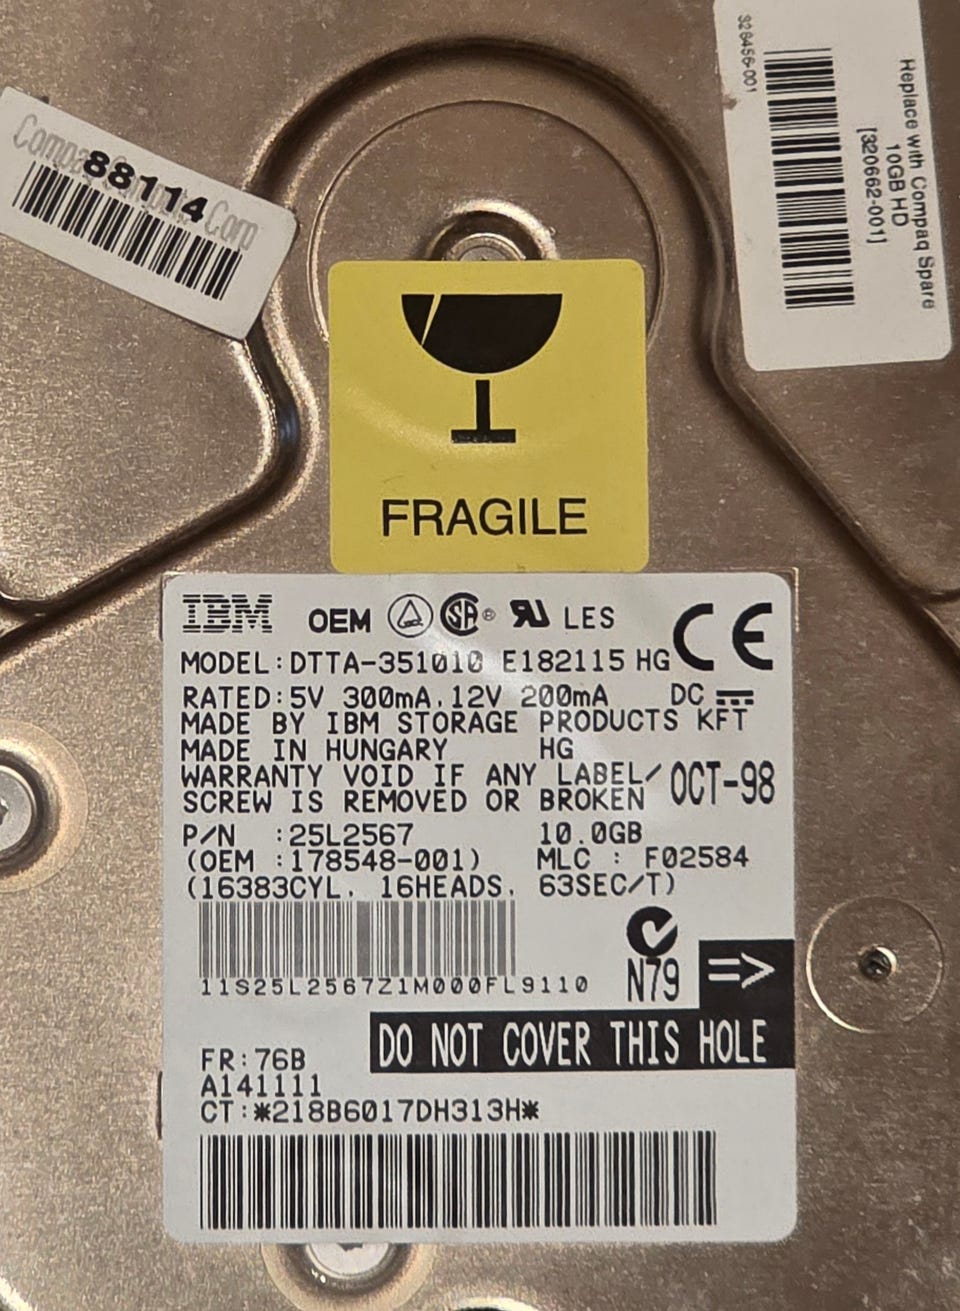 88114
326456-001
Replace with Compaq Spare
10GB HD
[320662-001]
FRAGILE
IBM OEM LES
MODEL:DTTA-351010 E182115 HG
RATED:5V 300mA,12V 200mA DC
MADE BY IBM STORAGE PRODUCTS KFT
MADE IN HUNGARY HG
WARRANTY VOID IF ANY LABEL/
SCREW IS REMOVED OR BROKEN
OCT-98
P/N :25L2567 10.0GB
(OEM :178548-001) MLC : F02584
(16383CYL. 16HEADS. 63SEC/T)
11S25L2567Z1M000FL9110
N79
=>
DO NOT COVER THIS HOLE
FR:76B
A141111
CT:*218B6017DH313H*